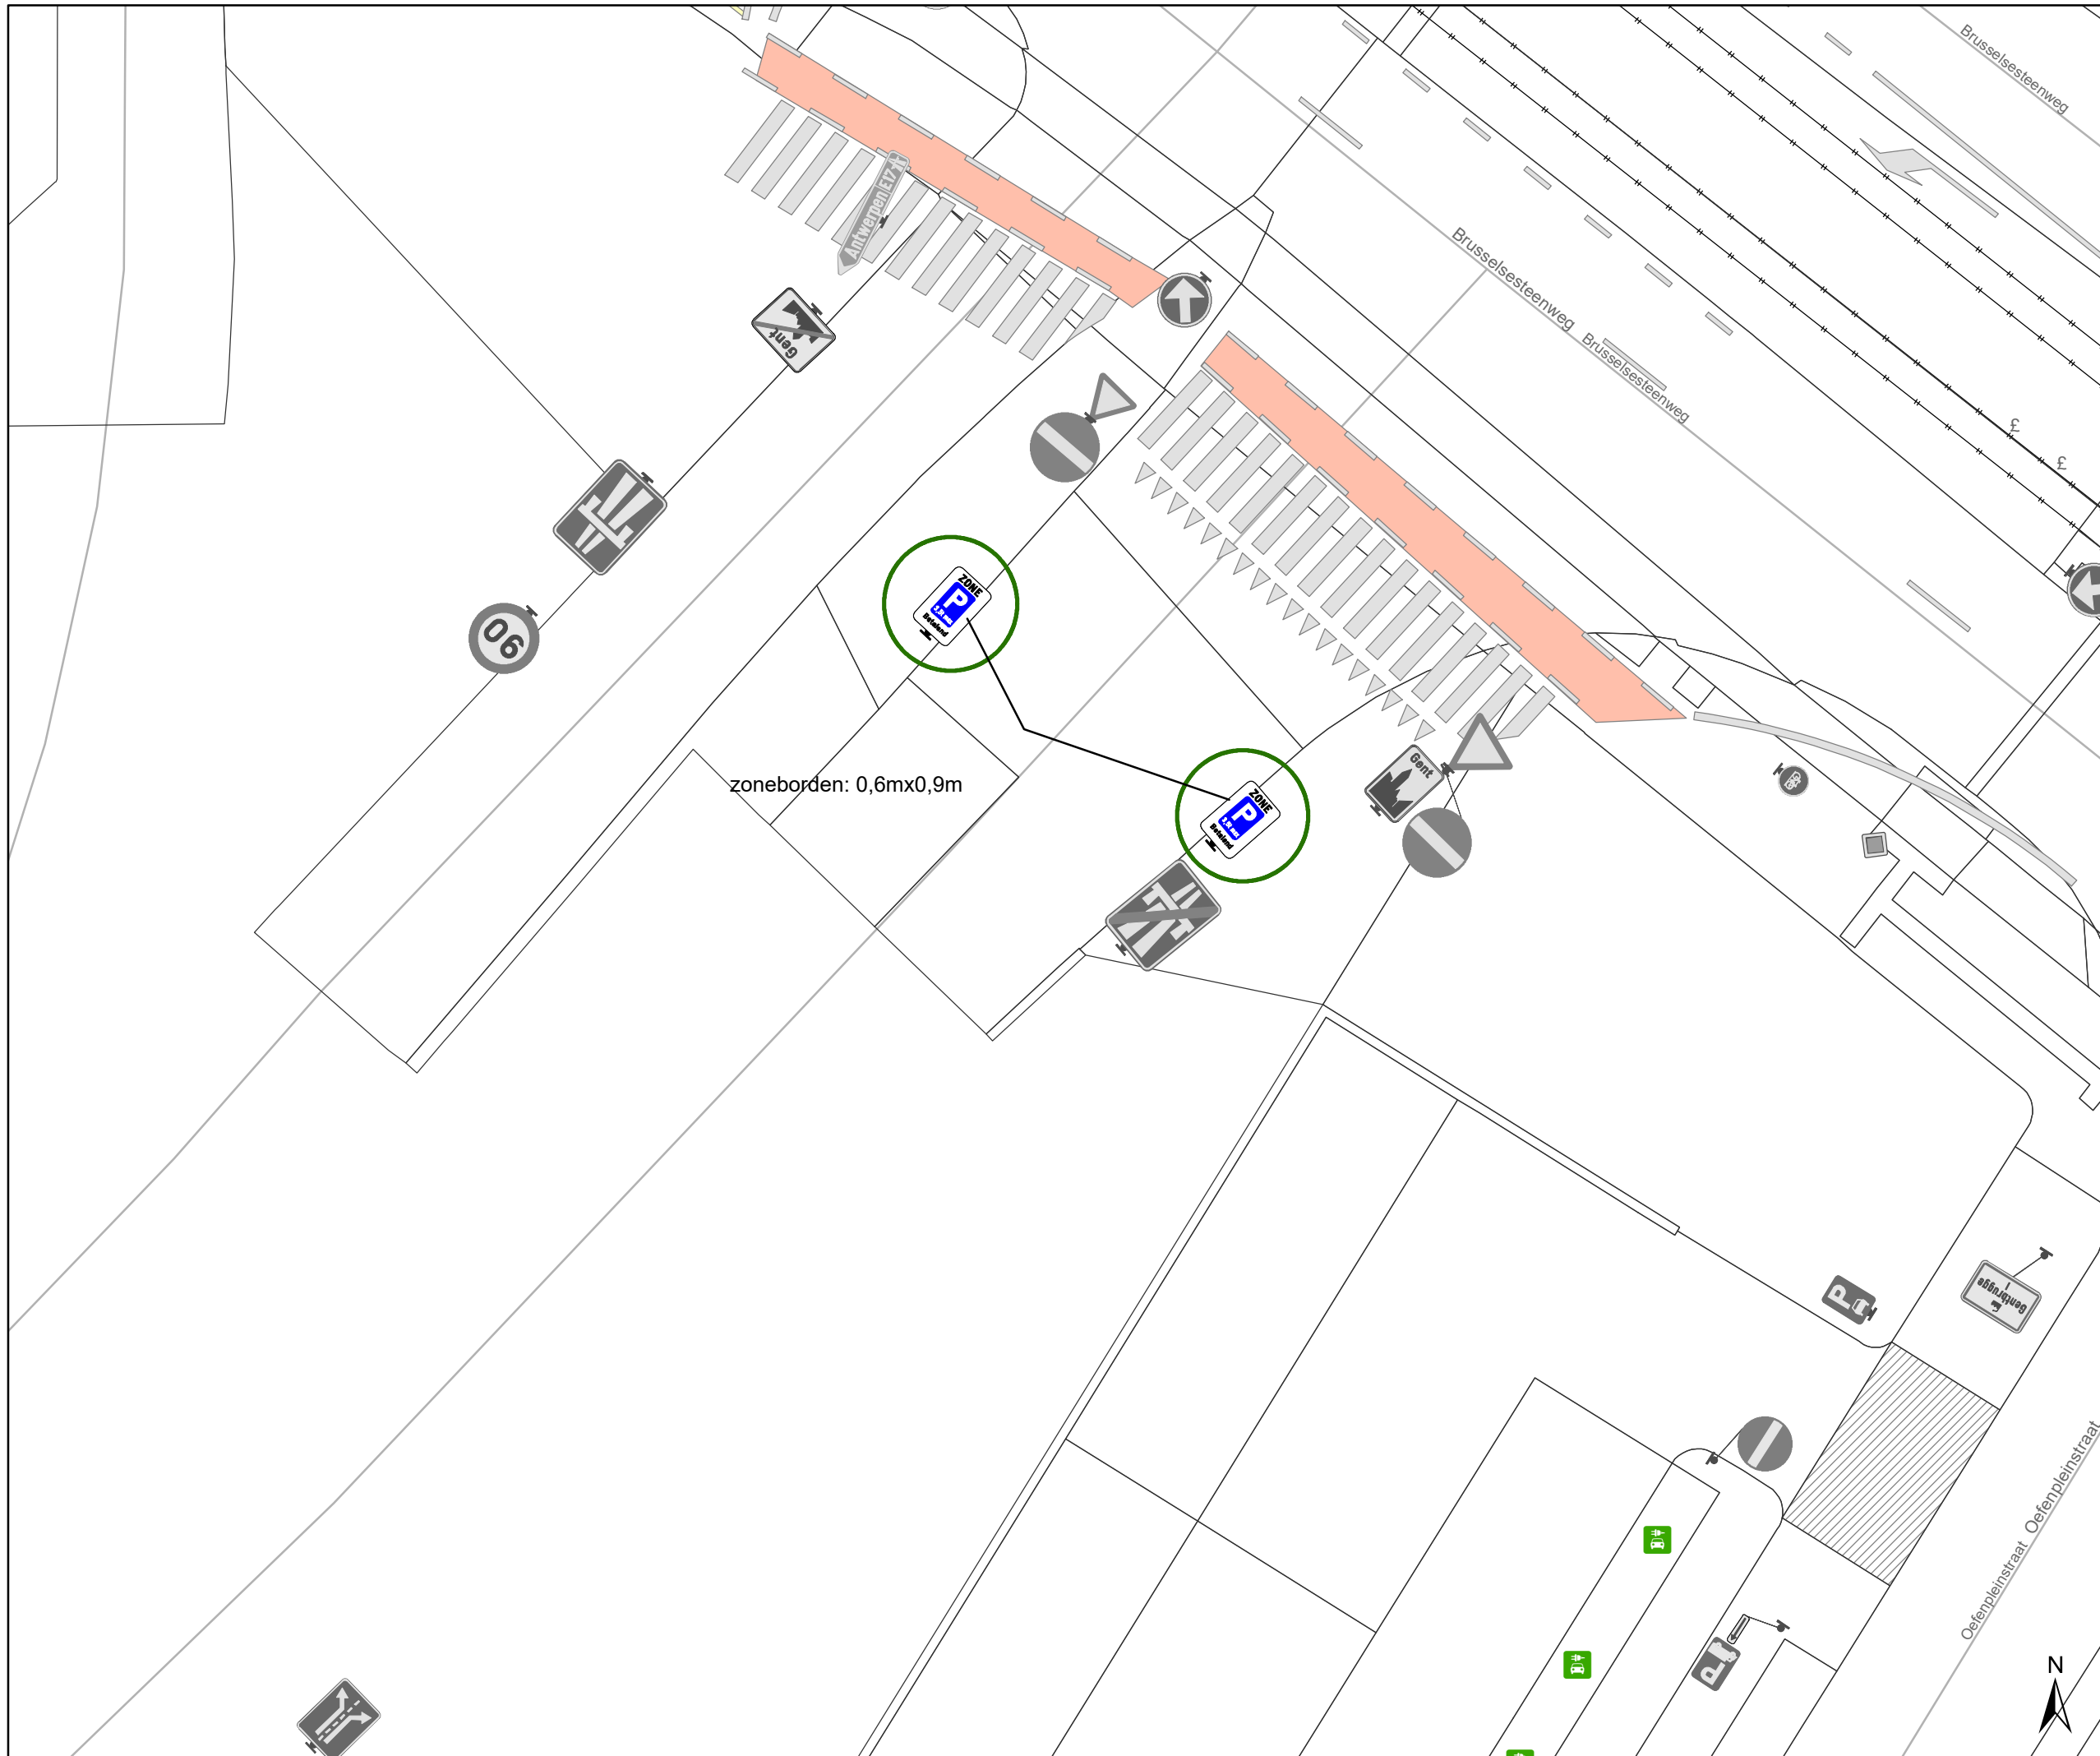 Brusselsesteenweg
Antwerpen E17
Brusselsesteenweg
Brusselsesteenweg
Gent
£
£
90
ZONE
P
Betalend
Gent
zoneborden: 0,6mx0,9m
ZONE
P
Betalend
P
Gentbrugge
Oefenpleinstraat
Oefenpleinstraat
P
N